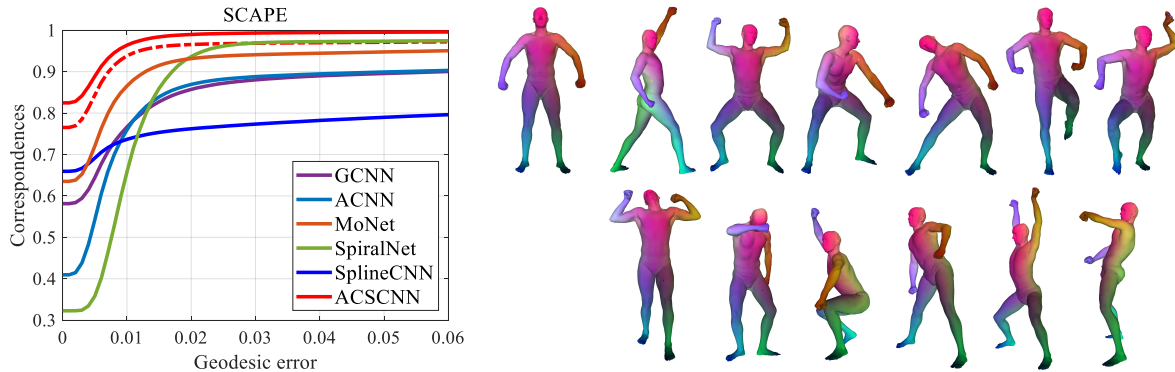 SCAPE
Correspondences
1
0.9
0.8
0.7
0.6
0.5
0.4
0.3
GCNN
ACNN
MoNet
SpiralNet
SplineCNN
ACSCNN
0 0.01 0.02 0.03 0.04 0.05 0.06
Geodesic error